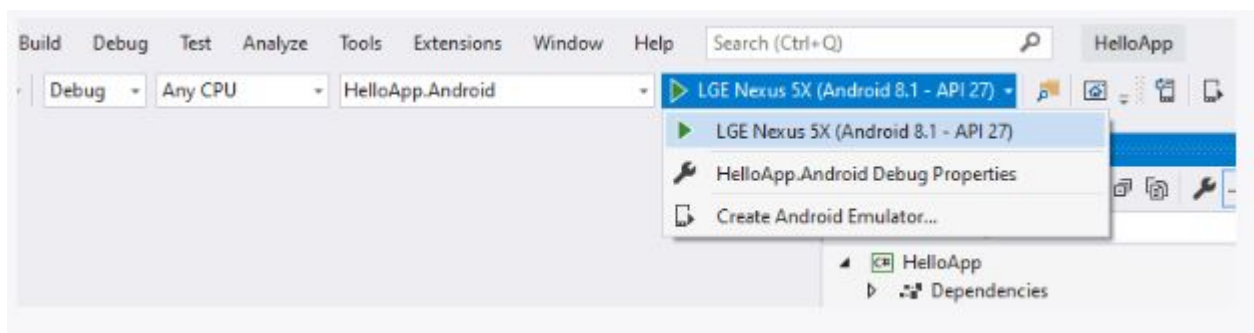 Build Debug Test Analyze Tools Extensions Window Help Search (Ctrl+Q) HelloApp
Debug Any CPU HelloApp.Android LGE Nexus 5X (Android 8.1 - API 27)
LGE Nexus 5X (Android 8.1 - API 27)
HelloApp.Android Debug Properties
Create Android Emulator...
C# HelloApp
Dependencies